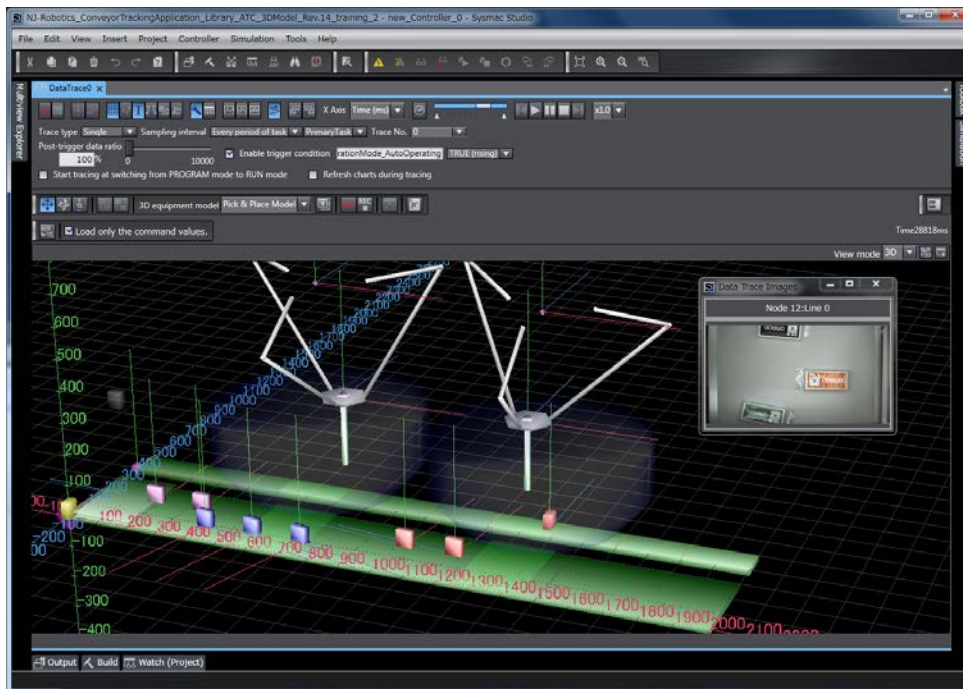 NJ-Robotics_ConveyorTrackingApplication_Library_ATC_3DModel_Rev.14_training_2 - new_Controller_0 - Sysmac Studio
File Edit View Insert Project Controller Simulation Tools Help
Multiview Explorer
DataTrace0 x
X Axis Time (ms) x1.0
Trace type Single Sampling interval Every period of task PrimaryTask Trace No. 0
Post-trigger data ratio
100 % 0 10000 Enable trigger condition rationMode_AutoOperating TRUE (rising)
Start tracing at switching from PROGRAM mode to RUN mode Refresh charts during tracing
3D equipment model Pick & Place Model REC
Load only the command values. Time28818ms
View mode 3D
Data Trace Images
Node 12:Line 0
700
600
500
400
300
200
100
-100
-200
-300
-400
100 200 300 400 500 600 700 800 900 1000 1100 1200 1300 1400 1500 1600 1700 1800 1900 2000 2100
Output Build Watch (Project)